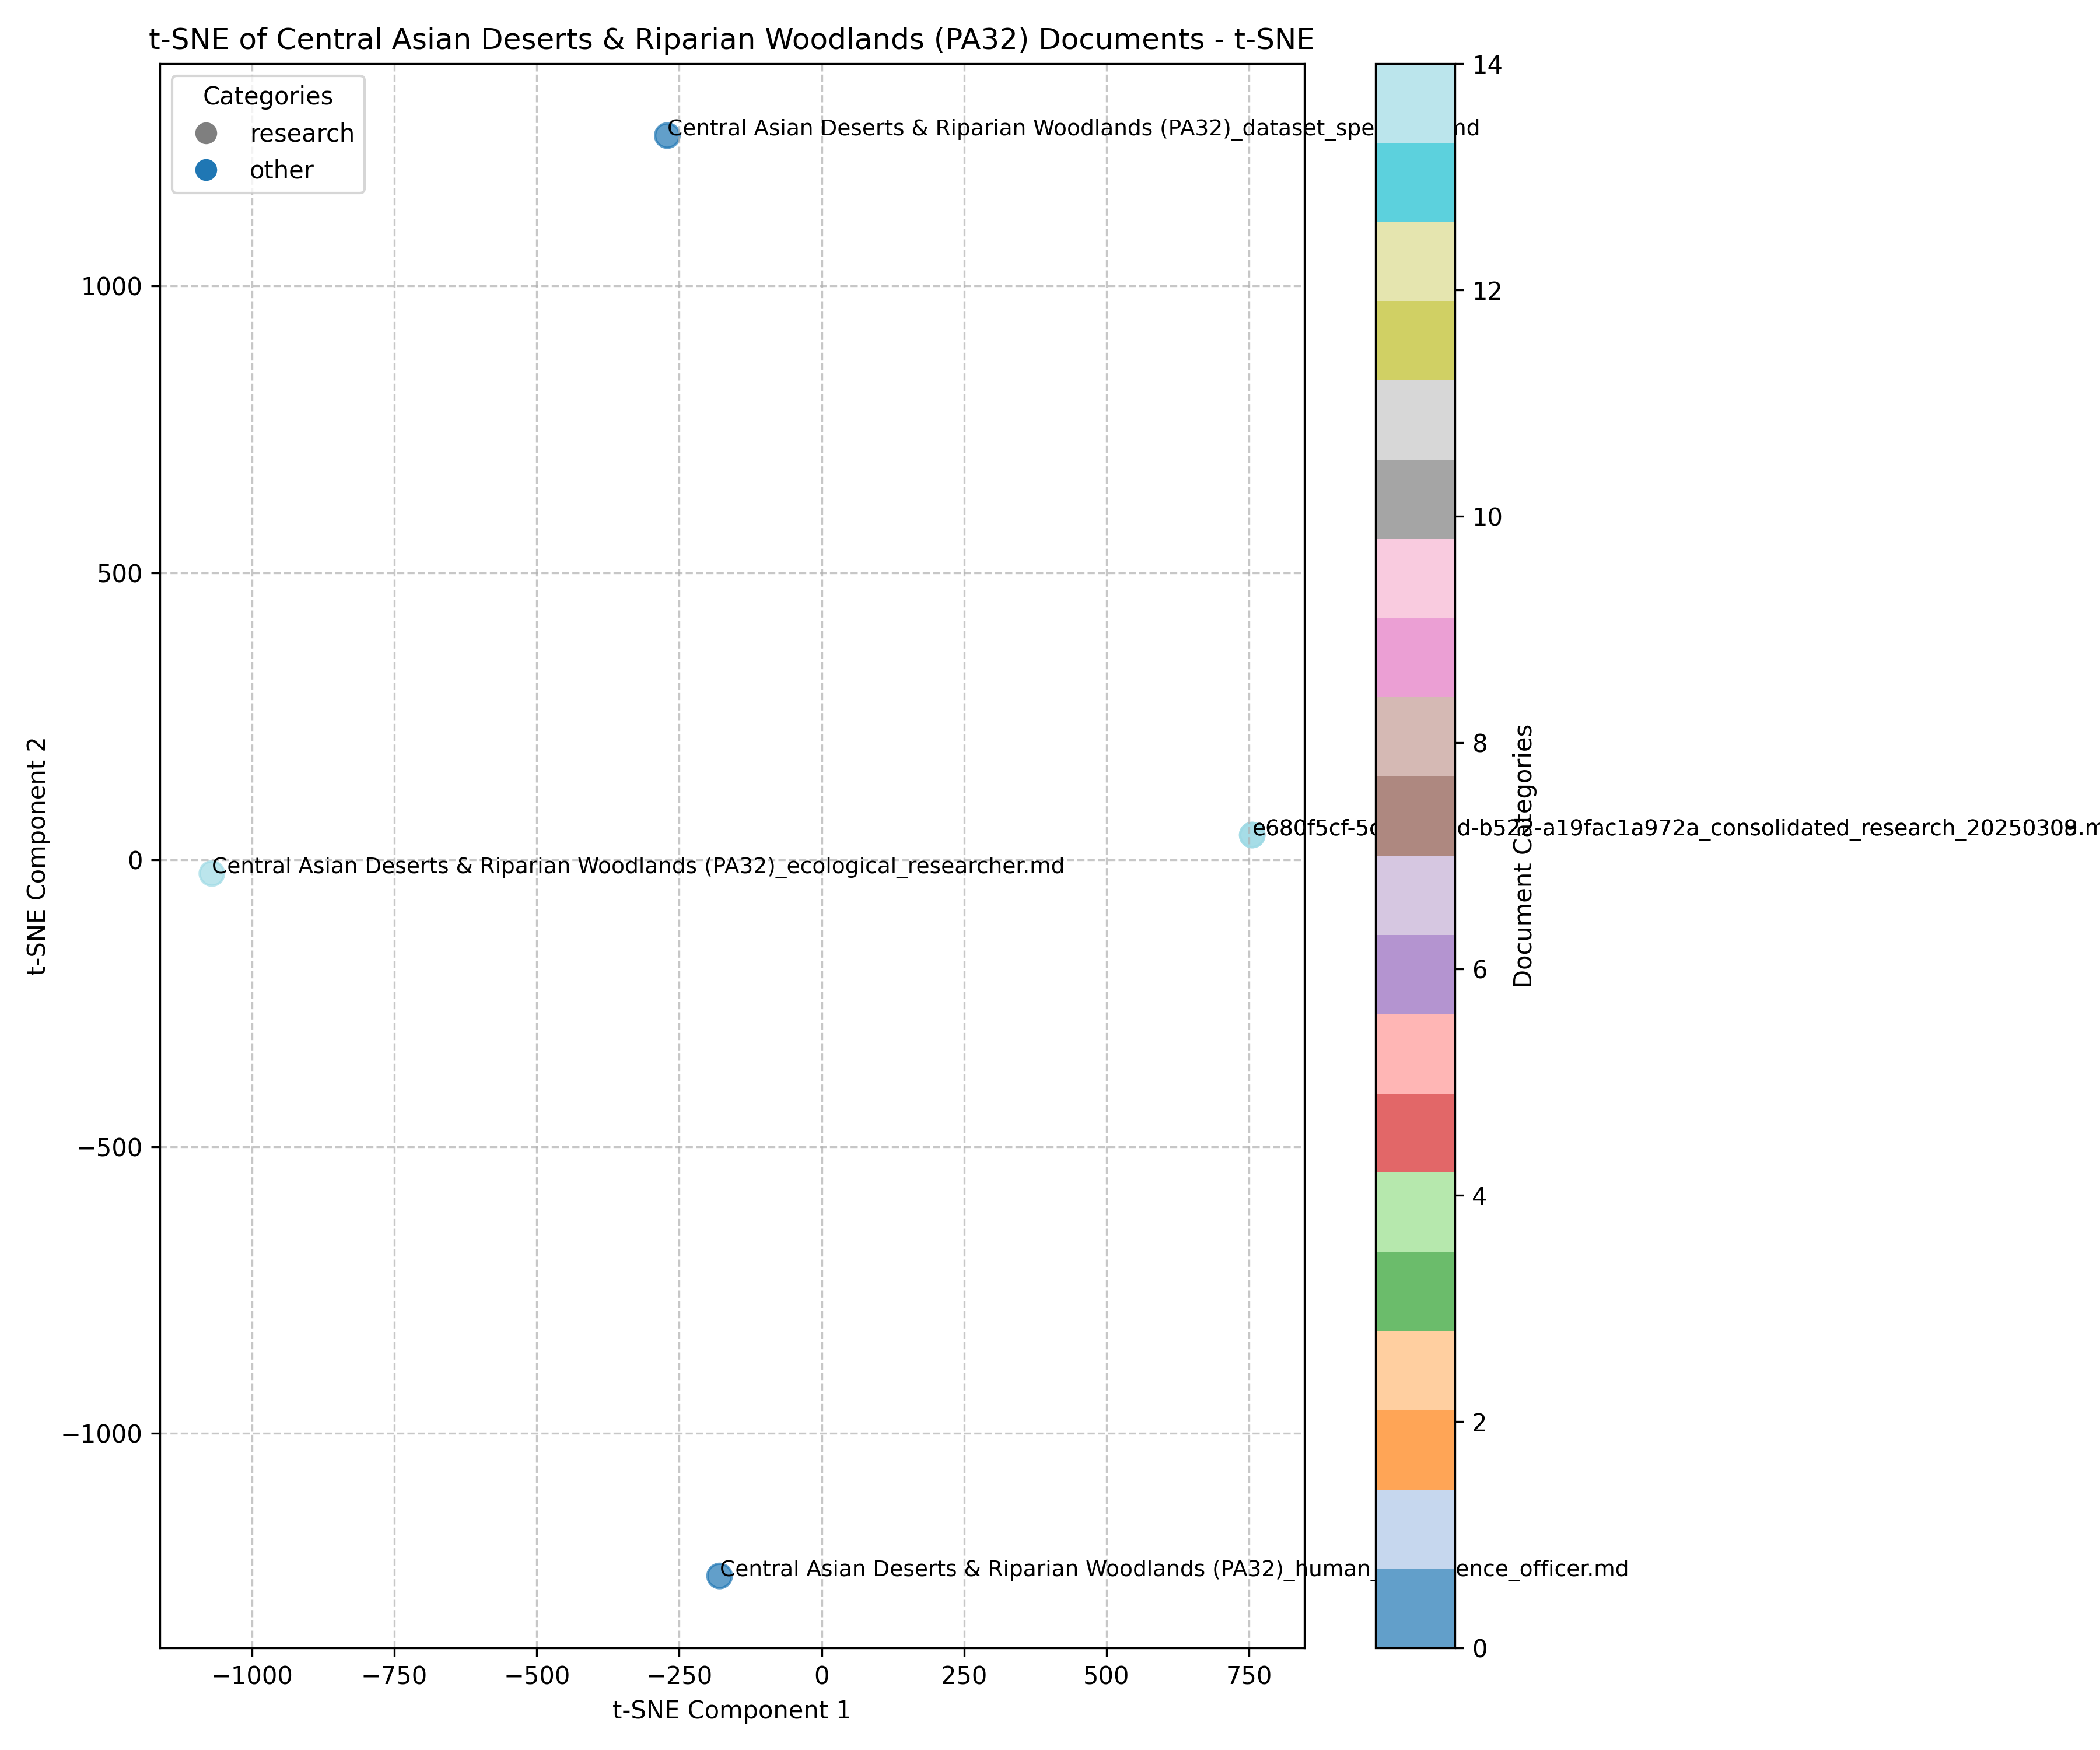 t-SNE of Central Asian Deserts & Riparian Woodlands (PA32) Documents - t-SNE
Categories
research
other
Central Asian Deserts & Riparian Woodlands (PA32)_dataset_spe md
e680f5cf-5 d-b52 -a19fac1a972a_consolidated_research_2025030 .m
Central Asian Deserts & Riparian Woodlands (PA32)_ecological_researcher.md
Central Asian Deserts & Riparian Woodlands (PA32)_human_ ence_officer.md
1000
500
0
−500
−1000
t-SNE Component 2
−1000 −750 −500 −250 0 250 500 750
t-SNE Component 1
14
12
10
8
6
4
2
0
Document Categories